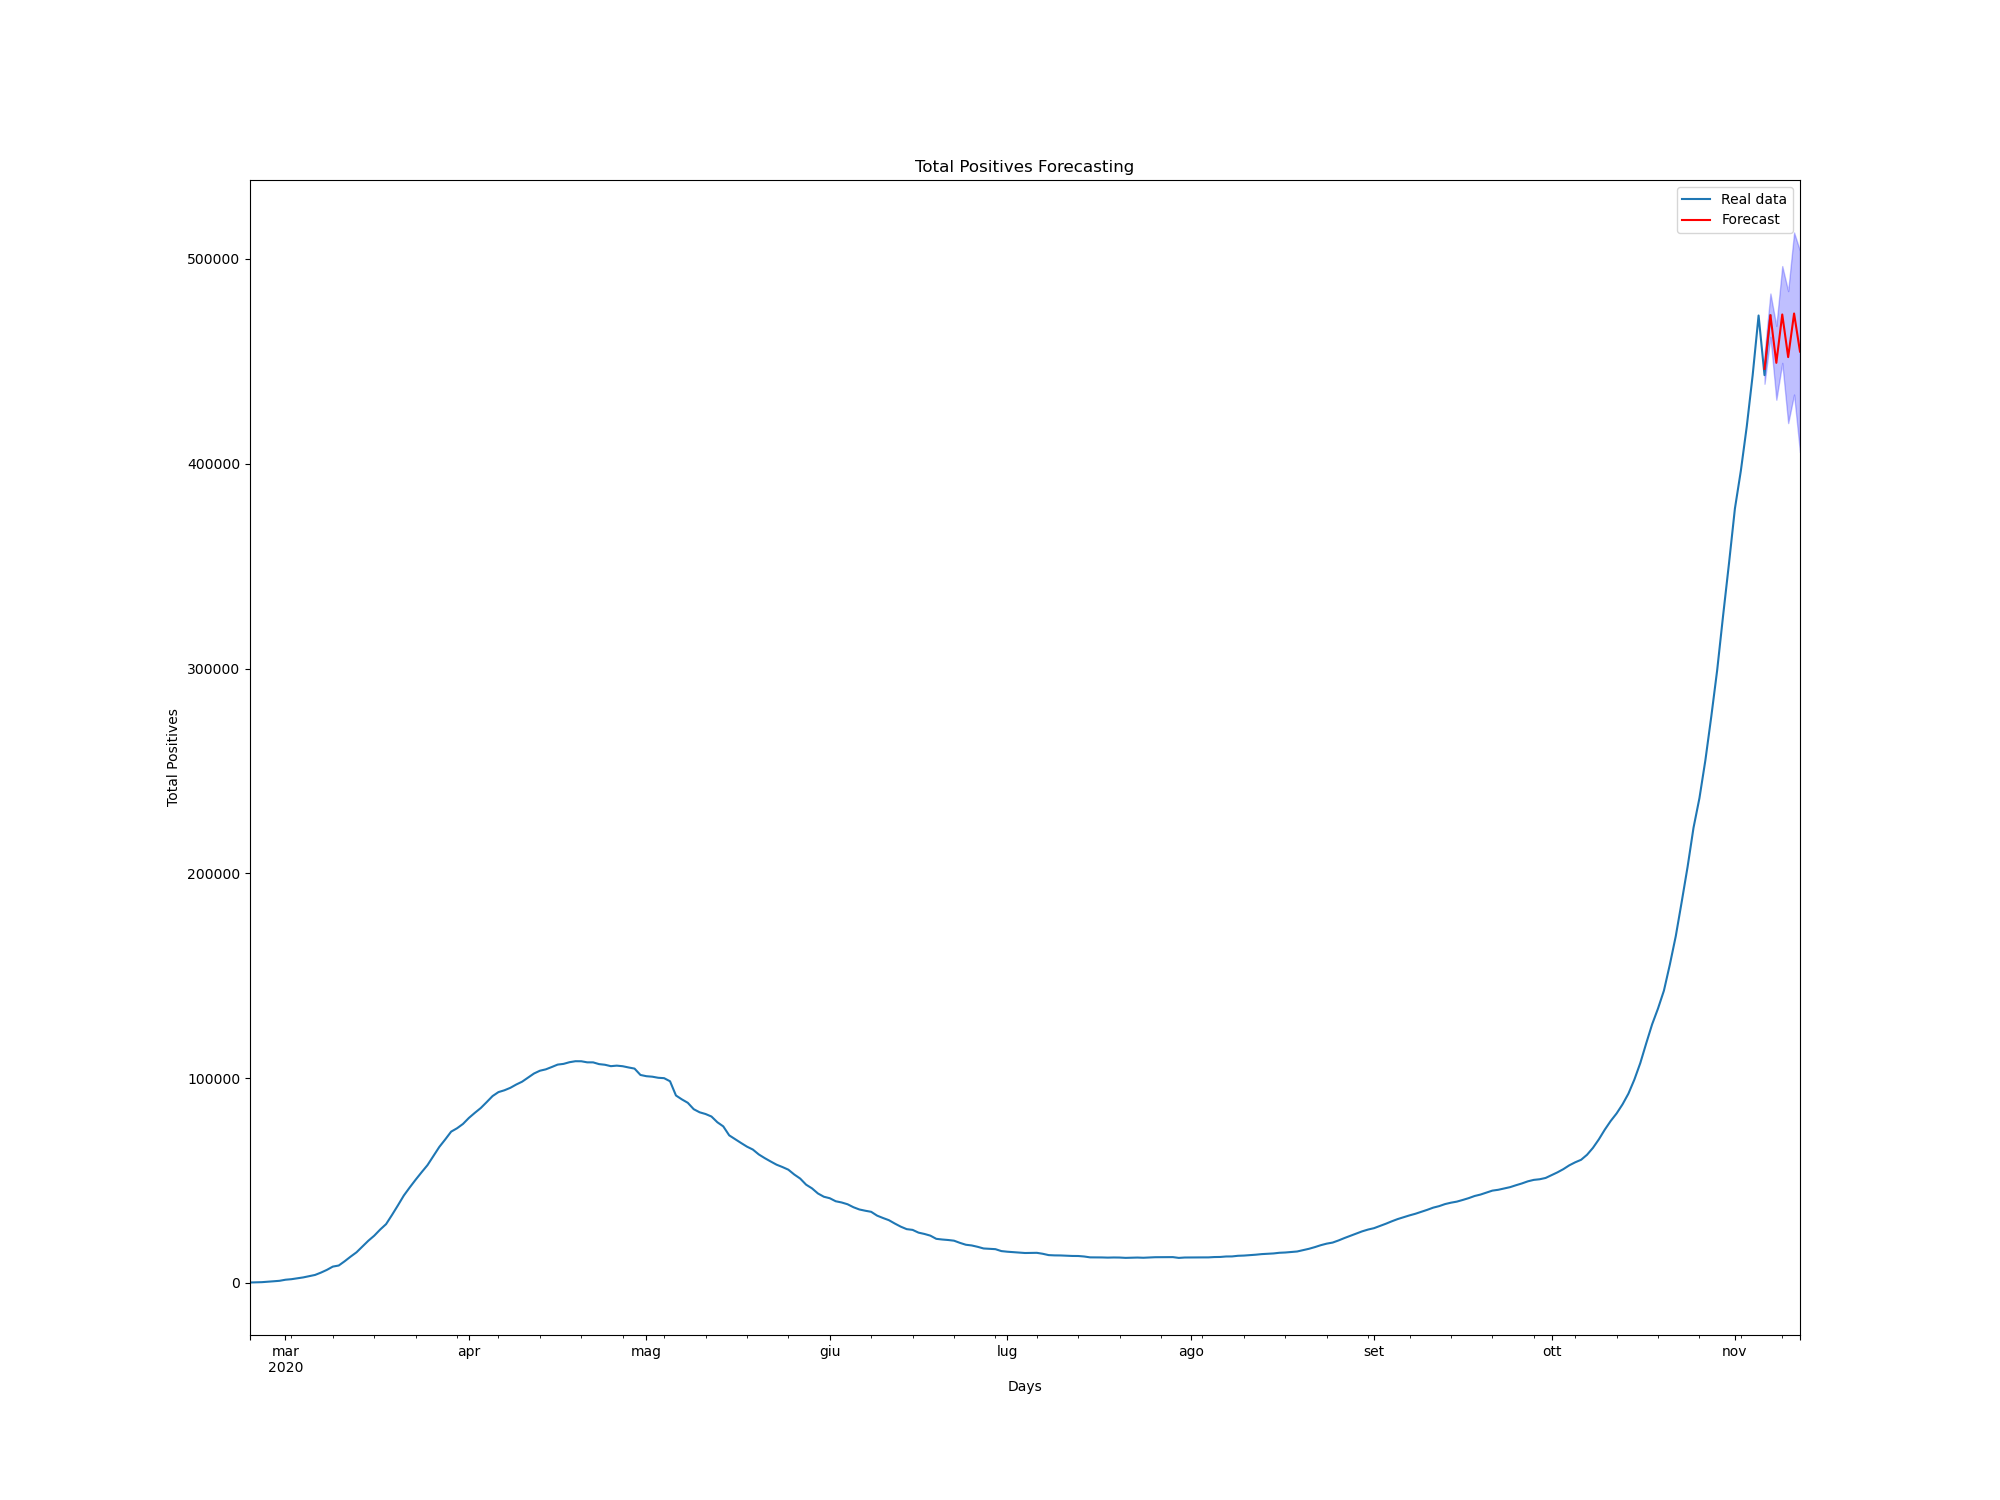 Total Positives Forecasting
Real data
Forecast
500000
400000
300000
200000
100000
0
Total Positives
mar
2020
apr
mag
giu
lug
ago
set
ott
nov
Days